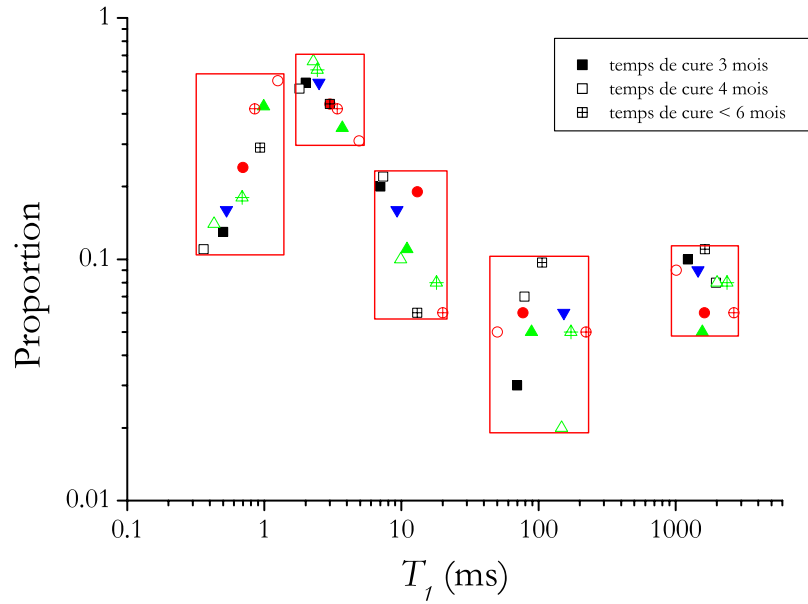 1
temps de cure 3 mois
temps de cure 4 mois
temps de cure < 6 mois
Proportion
0.1
0.01
0.1 1 10 100 1000
T1 (ms)